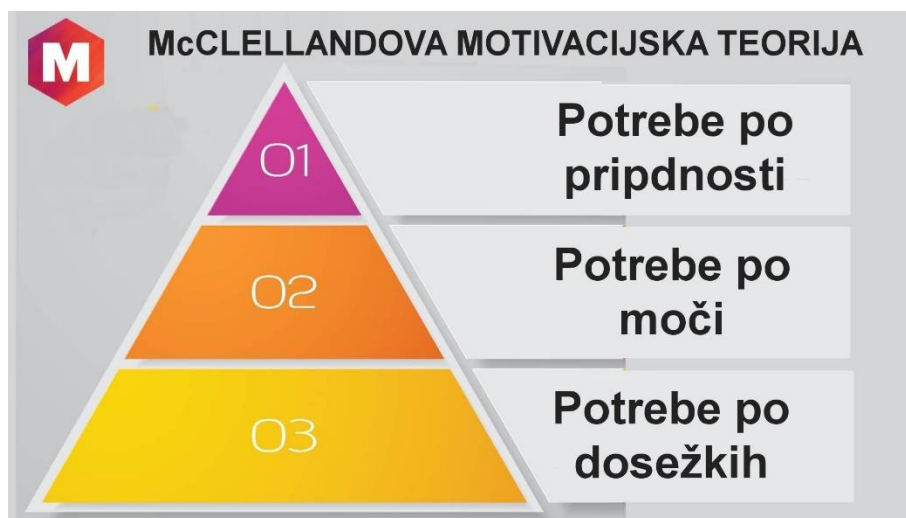 M
McCLELLANDOVA MOTIVACIJSKA TEORIJA
01
Potrebe po
pripdnosti
02
Potrebe po
moči
03
Potrebe po
dosežkih